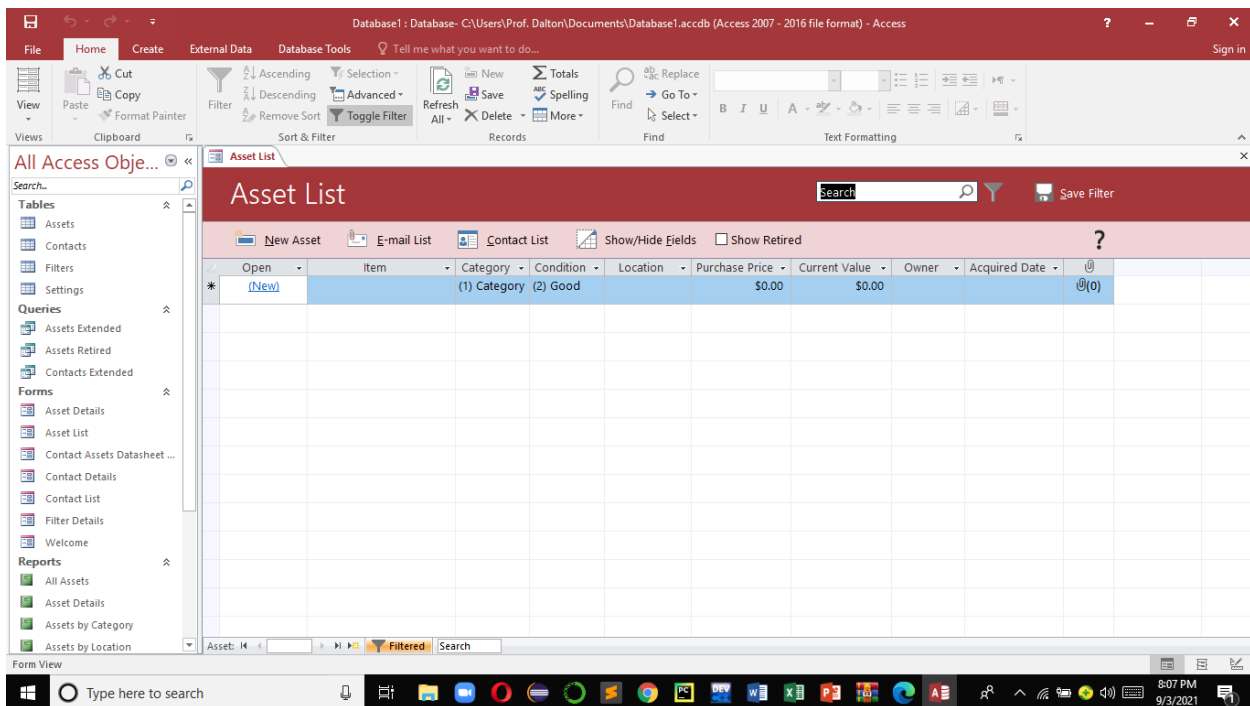 Database1 : Database- C:\Users\Prof. Dalton\Documents\Database1.accdb (Access 2007 - 2016 file format) - Access
?
File Home Create External Data Database Tools Tell me what you want to do... Sign in
View
Views
Paste
Cut
Copy
Format Painter
Clipboard
Filter
Ascending
Descending
Remove Sort
Selection
Advanced
Toggle Filter
Sort & Filter
Refresh
All
New
Save
Delete
Totals
Spelling
More
Records
Find
Replace
Go To
Select
Find
B I U A
Text Formatting
All Access Obje...
Search...
Tables
Assets
Contacts
Filters
Settings
Queries
Assets Extended
Assets Retired
Contacts Extended
Forms
Asset Details
Asset List
Contact Assets Datasheet ...
Contact Details
Contact List
Filter Details
Welcome
Reports
All Assets
Asset Details
Assets by Category
Assets by Location
Asset List
Asset List
Search
Save Filter
New Asset E-mail List Contact List Show/Hide Fields Show Retired ?
Open Item Category Condition Location Purchase Price Current Value Owner Acquired Date
(New) (1) Category (2) Good $0.00 $0.00 (0)
Asset: Filtered Search
Form View
Type here to search
8:07 PM
9/3/2021